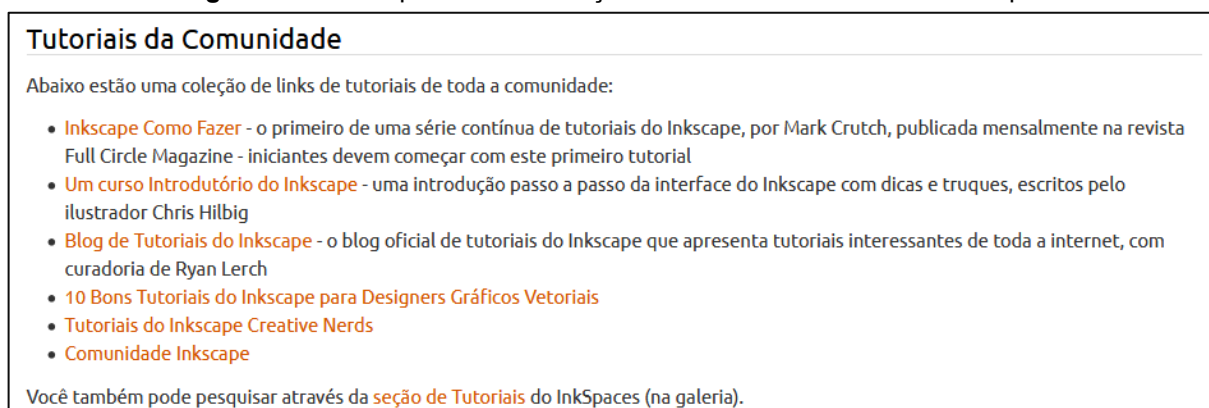 Tutoriais da Comunidade
Abaixo estão uma coleção de links de tutoriais de toda a comunidade:
• Inkscape Como Fazer - o primeiro de uma série contínua de tutoriais do Inkscape, por Mark Crutch, publicada mensalmente na revista
Full Circle Magazine - iniciantes devem começar com este primeiro tutorial
• Um curso Introdutório do Inkscape - uma introdução passo a passo da interface do Inkscape com dicas e truques, escritos pelo
ilustrador Chris Hilbig
• Blog de Tutoriais do Inkscape - o blog oficial de tutoriais do Inkscape que apresenta tutoriais interessantes de toda a internet, com
curadoria de Ryan Lerch
• 10 Bons Tutoriais do Inkscape para Designers Gráficos Vetoriais
• Tutoriais do Inkscape Creative Nerds
• Comunidade Inkscape
Você também pode pesquisar através da seção de Tutoriais do InkSpaces (na galeria).